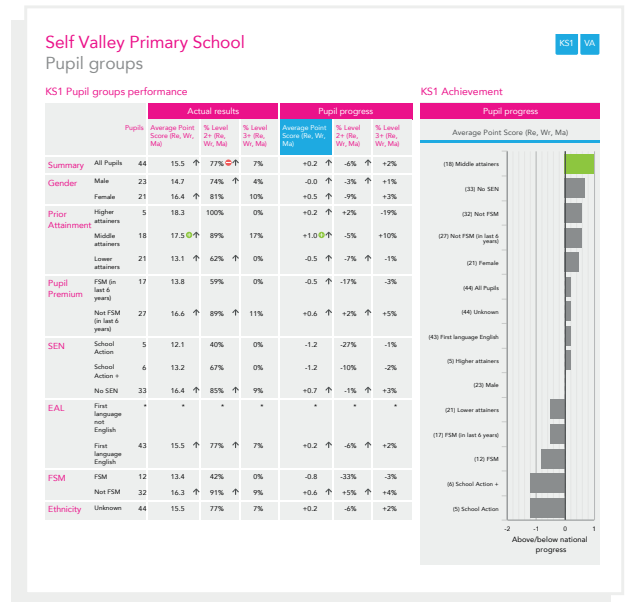 Self Valley Primary School
KS1 VA
Pupil groups
KS1 Pupil groups performance
Actual results Pupil progress
Pupils Average Point Score (Re, Wr, Ma) % Level 2+ (Re, Wr, Ma) % Level 3+ (Re, Wr, Ma) Average Point Score (Re, Wr, Ma) % Level 2+ (Re, Wr, Ma) % Level 3+ (Re, Wr, Ma)
Summary All Pupils 44 15.5 ↑ 77% ↑ 7% +0.2 ↑ -6% ↑ +2%
Gender Male 23 14.7 74% ↑ 4% -0.0 ↑ -3% ↑ +1%
Female 21 16.4 ↑ 81% 10% +0.5 ↑ -9% ↑ +3%
Prior Attainment Higher attainers 5 18.3 100% 0% +0.2 ↑ +2% -19%
Middle attainers 18 17.5 ↑ 89% 17% +1.0 ↑ -5% +10%
Lower attainers 21 13.1 ↑ 62% ↑ 0% -0.5 ↑ -7% ↑ -1%
Pupil Premium FSM (in last 6 years) 17 13.8 59% 0% -0.5 ↑ -17% -3%
Not FSM (in last 6 years) 27 16.6 ↑ 89% ↑ 11% +0.6 ↑ +2% ↑ +5%
SEN School Action 5 12.1 40% 0% -1.2 -27% -1%
School Action + 6 13.2 67% 0% -1.2 -10% -2%
No SEN 33 16.4 ↑ 85% ↑ 9% +0.7 ↑ -1% ↑ +3%
EAL First language not English * * * * * * *
First language English 43 15.5 ↑ 77% ↑ 7% +0.2 ↑ -6% ↑ +2%
FSM FSM 12 13.4 42% 0% -0.8 -33% -3%
Not FSM 32 16.3 ↑ 91% ↑ 9% +0.6 ↑ +5% ↑ +4%
Ethnicity Unknown 44 15.5 77% 7% +0.2 -6% +2%
KS1 Achievement
Pupil progress
Average Point Score (Re, Wr, Ma)
(18) Middle attainers
(33) No SEN
(32) Not FSM
(27) Not FSM (in last 6 years)
(21) Female
(44) All Pupils
(44) Unknown
(43) First language English
(5) Higher attainers
(23) Male
(21) Lower attainers
(17) FSM (in last 6 years)
(12) FSM
(6) School Action +
(5) School Action
-2 -1 0 1
Above/below national
progress